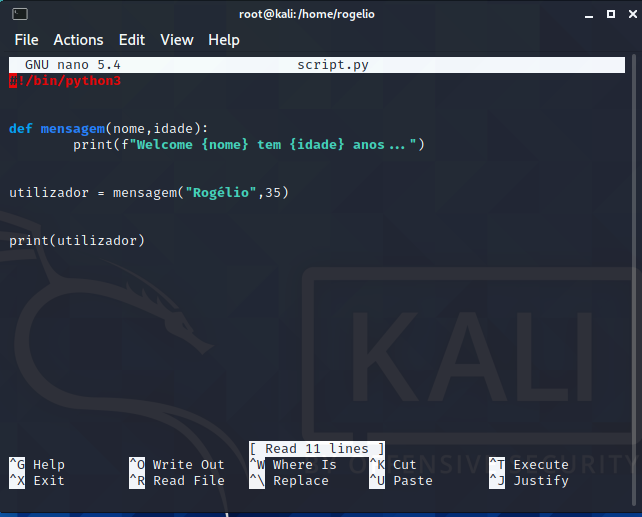 root@kali:/home/rogelio
File Actions Edit View Help
GNU nano 5.4 script.py
#!/bin/python3
def mensagem(nome,idade):
print(f"Welcome {nome} tem {idade} anos...")
utilizador = mensagem("Rogélio",35)
print(utilizador)
KALI
[ Read 11 lines ]
^G Help ^O Write Out ^W Where Is ^K Cut ^T Execute
^X Exit ^R Read File ^\ Replace ^U Paste ^J Justify
OFFENSIVE SECURITY